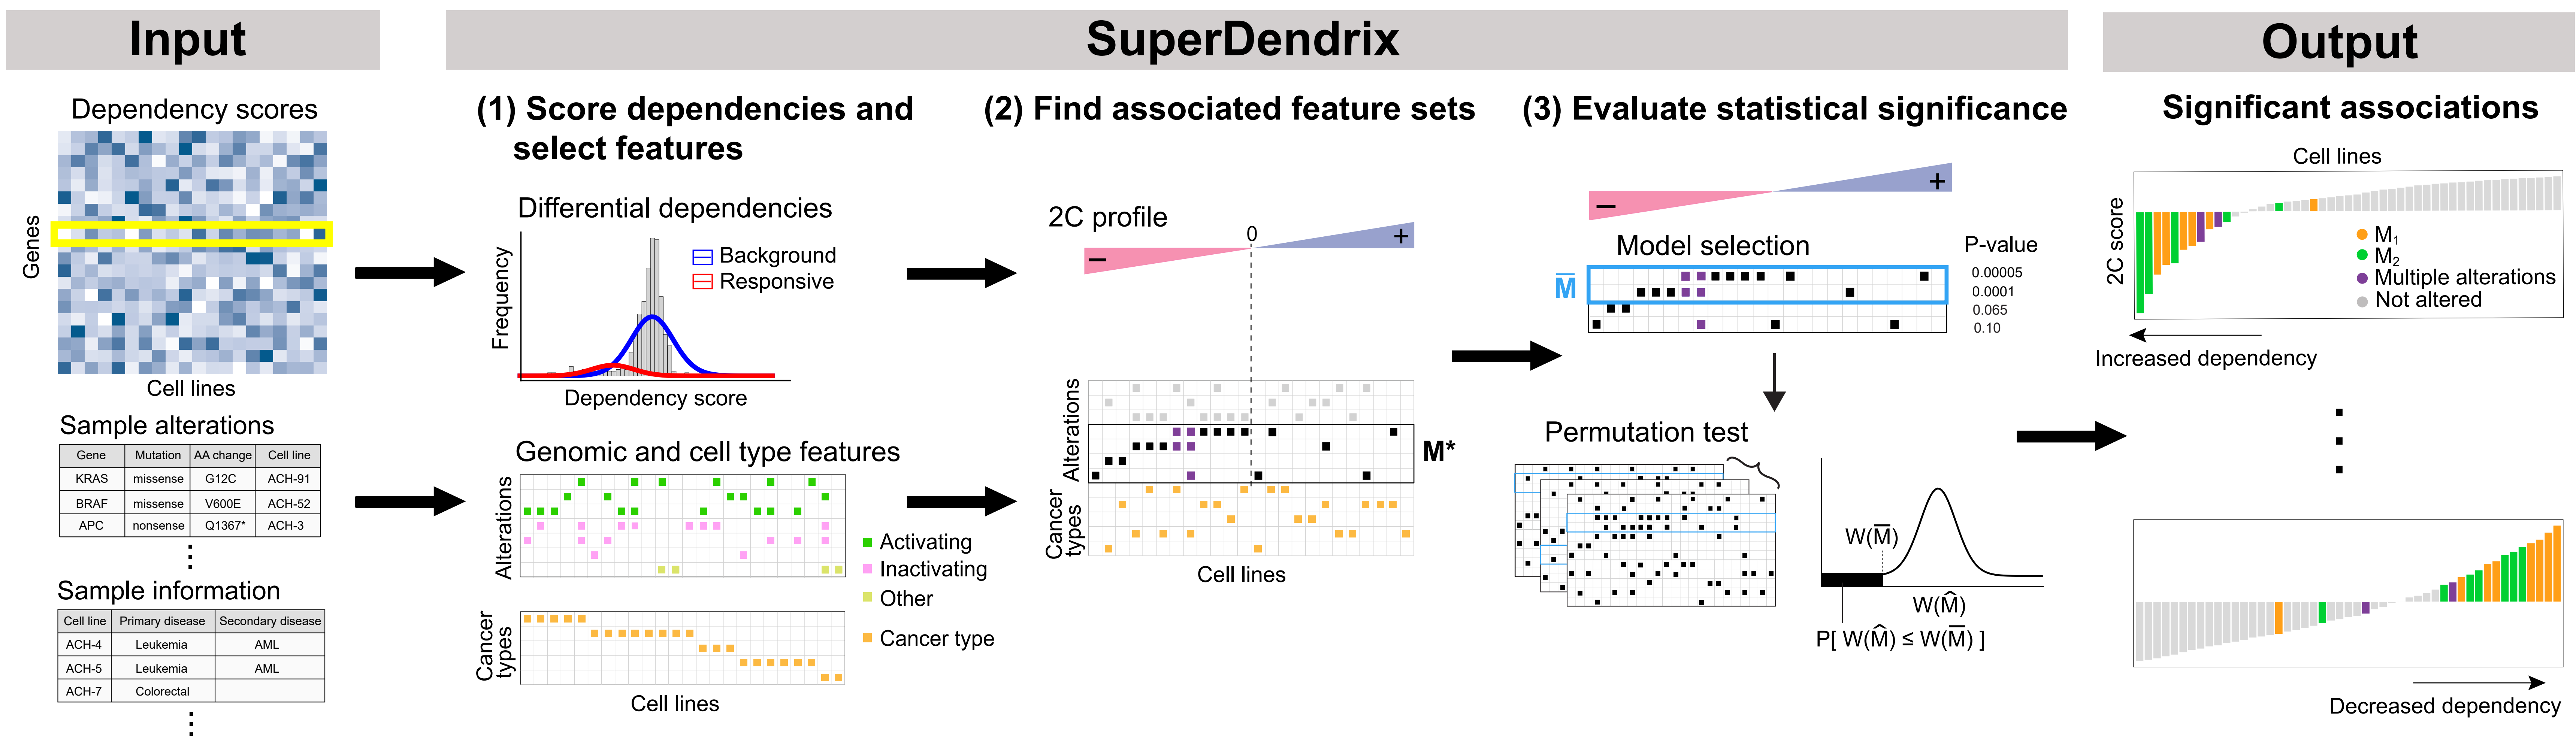 Input
SuperDendrix
Output
Dependency scores
Genes
Cell lines
Sample alterations
Gene Mutation AA change Cell line
KRAS missense G12C ACH-91
BRAF missense V600E ACH-52
APC nonsense Q1367* ACH-3
Sample information
Cell line Primary disease Secondary disease
ACH-4 Leukemia AML
ACH-5 Leukemia AML
ACH-7 Colorectal
(1) Score dependencies and
select features
Differential dependencies
Frequency
Background
Responsive
Dependency score
Genomic and cell type features
Alterations
Activating
Inactivating
Other
Cancer type
Cancer
types
Cell lines
(2) Find associated feature sets
2C profile
0
−
+
Alterations
M*
Cancer
types
Cell lines
(3) Evaluate statistical significance
−
+
Model selection
P-value
M̅
0.00005
0.0001
0.065
0.10
Permutation test
W(M̅)
W(M̂)
P[ W(M̂) ≤ W(M̅) ]
Significant associations
Cell lines
2C score
M₁
M₂
Multiple alterations
Not altered
Increased dependency
Decreased dependency